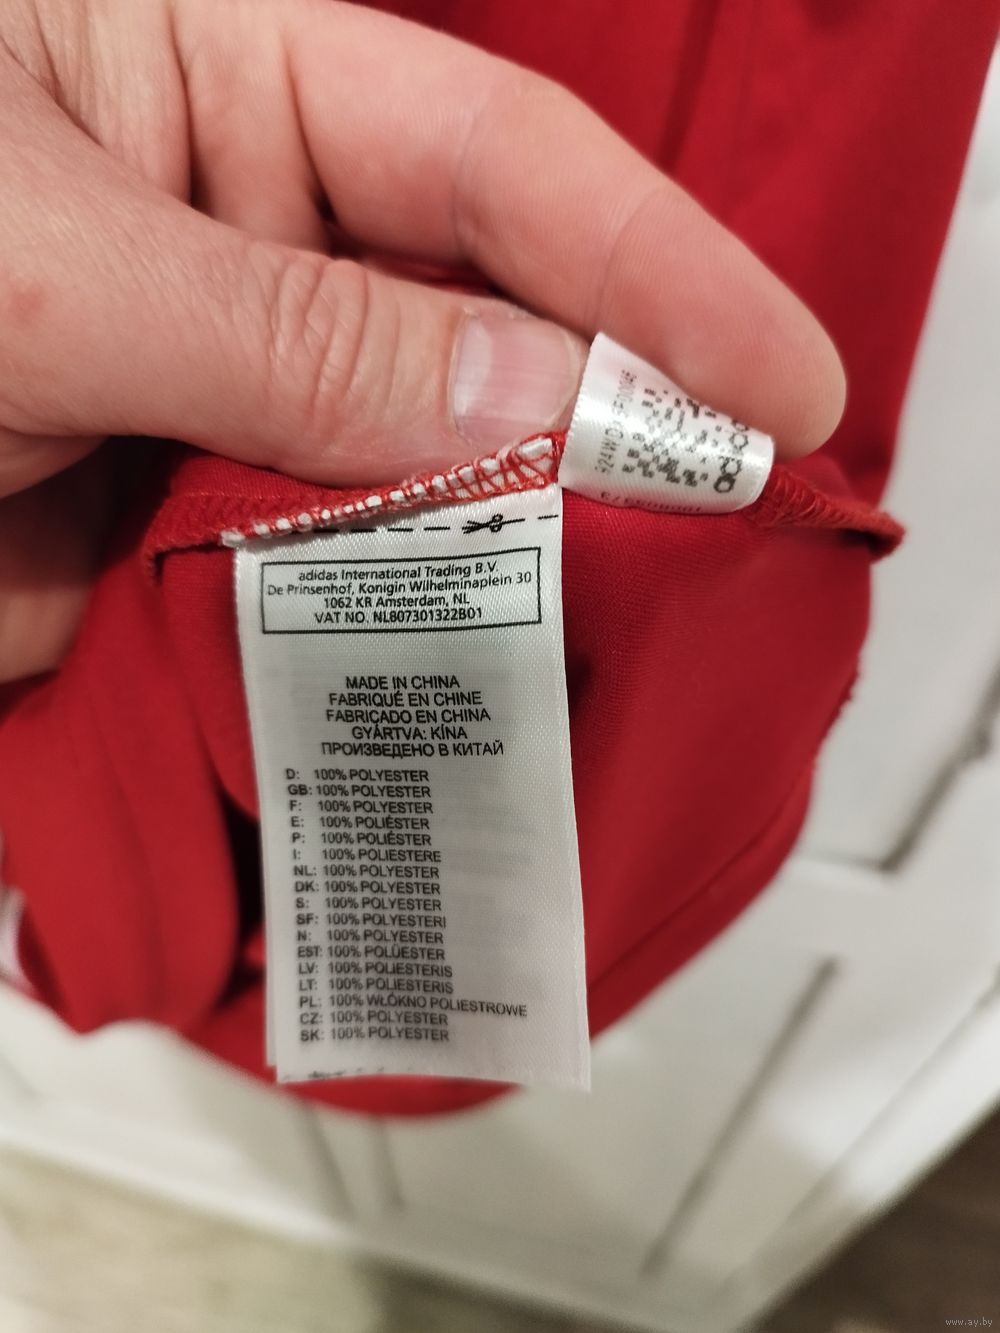 adidas
adidas International Trading B.V.
De Prinsenhof, Konigin Wilhelminaplein 30
1062 KR Amsterdam, NL
VAT NO. NL807301322B01
MADE IN CHINA
FABRIQUÉ EN CHINE
FABRICADO EN CHINA
GYÁRTVA: KÍNA
ПРОИЗВЕДЕНО В КИТАЙ
D: 100% POLYESTER
GB: 100% POLYESTER
F: 100% POLYESTER
E: 100% POLIÉSTER
P: 100% POLIÉSTER
I: 100% POLIESTERE
NL: 100% POLYESTER
DK: 100% POLYESTER
S: 100% POLYESTER
SF: 100% POLYESTERI
N: 100% POLYESTER
EST: 100% POLÜESTER
LV: 100% POLIESTERIS
LT: 100% POLIESTERIS
PL: 100% WŁÓKNO POLIESTROWE
CZ: 100% POLYESTER
SK: 100% POLYESTER
www.ay.by